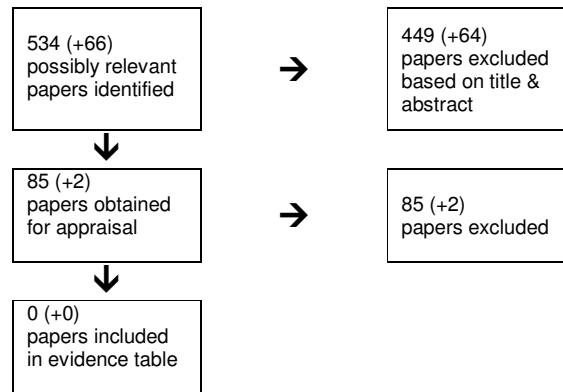 534 (+66)
possibly relevant
papers identified
449 (+64)
papers excluded
based on title &
abstract
85 (+2)
papers obtained
for appraisal
85 (+2)
papers excluded
0 (+0)
papers included
in evidence table